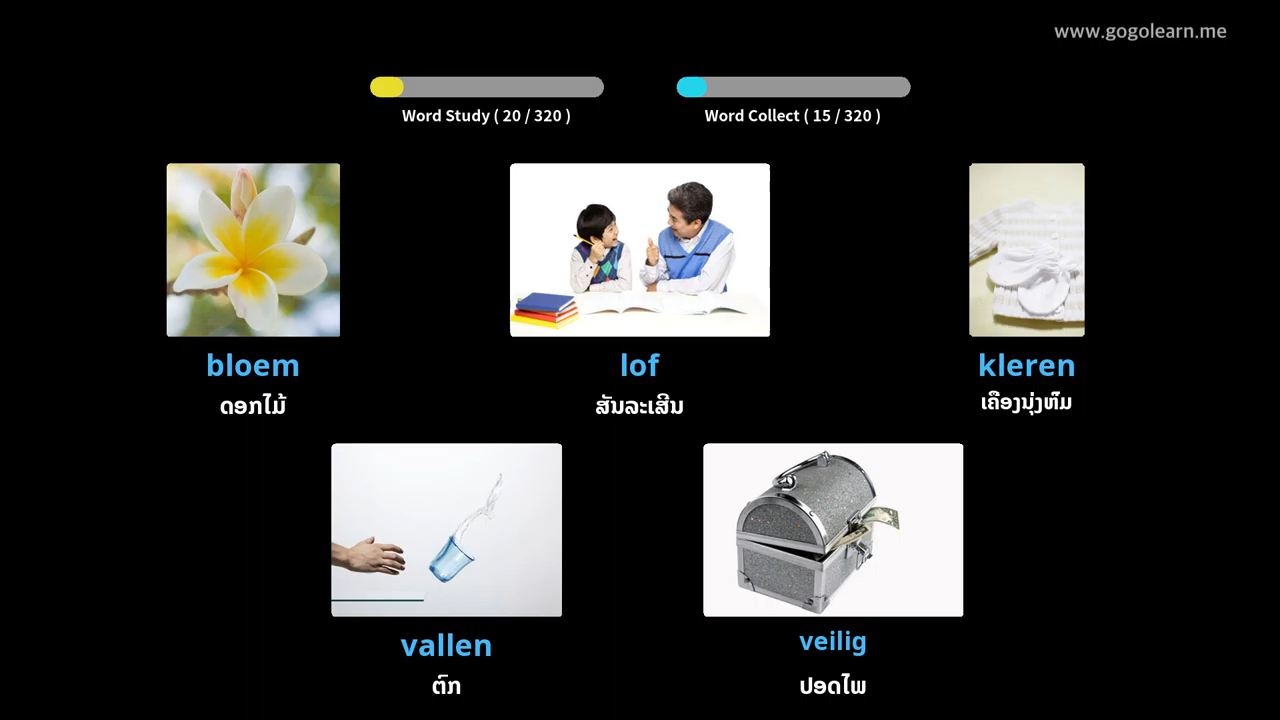 www.gogolearn.me
Word Study ( 20 / 320 )
Word Collect ( 15 / 320 )
bloem
ດອກໄມ້
lof
ສັນລະເສີນ
kleren
ເຄືອງນຸ່ງຫົ່ມ
vallen
ຕົກ
veilig
ປອດໄພ